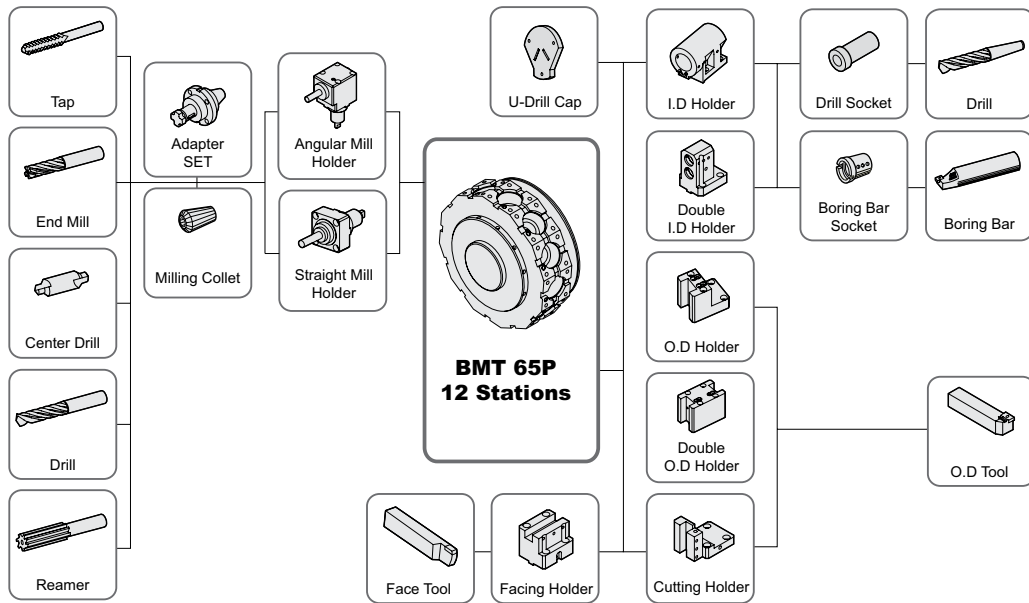 Tap
End Mill
Center Drill
Drill
Reamer
Adapter
SET
Milling Collet
Angular Mill
Holder
Straight Mill
Holder
BMT 65P
12 Stations
U-Drill Cap
I.D Holder
Drill Socket
Drill
Double
I.D Holder
Boring Bar
Socket
Boring Bar
O.D Holder
Double
O.D Holder
O.D Tool
Face Tool
Facing Holder
Cutting Holder